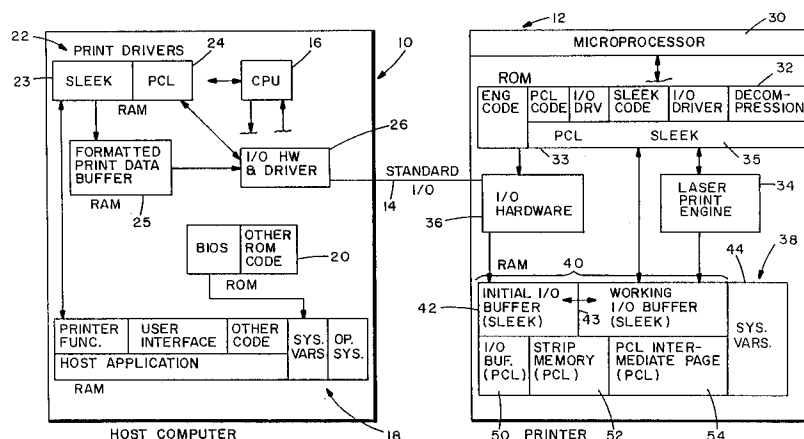 22
PRINT DRIVERS
24
16
10
23
SLEEK
PCL
CPU
RAM
26
FORMATTED
PRINT DATA
BUFFER
I/O HW
& DRIVER
RAM
25
STANDARD
I/O
14
BIOS
OTHER
ROM
CODE
20
ROM
PRINTER
FUNC.
USER
INTERFACE
OTHER
CODE
SYS.
VARS
OP.
SYS.
HOST APPLICATION
RAM
18
HOST COMPUTER
12
30
MICROPROCESSOR
ROM
32
ENG
CODE
PCL
CODE
I/O
DRV
SLEEK
CODE
I/O
DRIVER
DECOM-
PRESSION
PCL
SLEEK
33
35
34
I/O
HARDWARE
36
LASER
PRINT
ENGINE
44
38
RAM
40
42
INITIAL I/O
BUFFER
(SLEEK)
43
WORKING
I/O BUFFER
(SLEEK)
SYS.
VARS.
I/O
BUF.
(PCL)
STRIP
MEMORY
(PCL)
PCL INTER-
MEDIATE PAGE
(PCL)
50
52
54
PRINTER